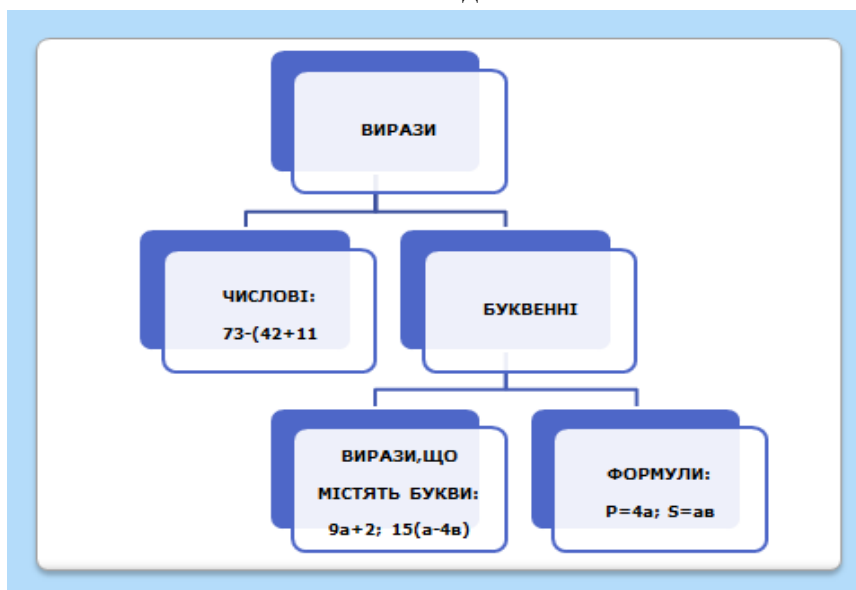 ВИРАЗИ
ЧИСЛОВІ:
73-(42+11
БУКВЕННІ
ВИРАЗИ,ЩО
МІСТЯТЬ БУКВИ:
9а+2; 15(а-4в)
ФОРМУЛИ:
Р=4а; S=ав